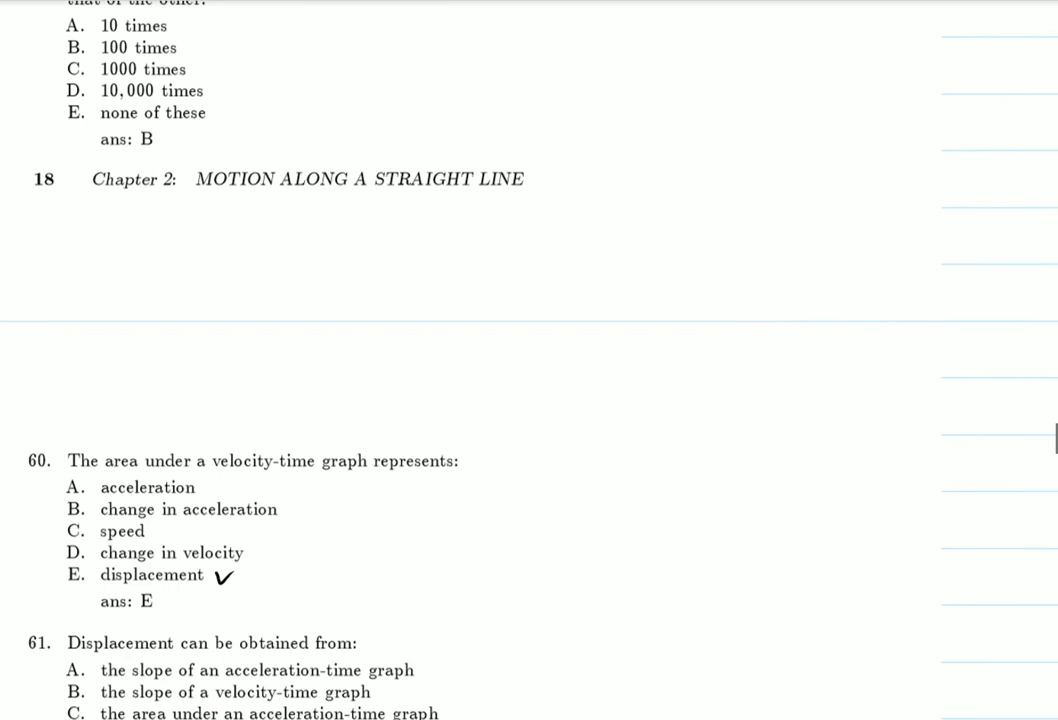 A. 10 times
B. 100 times
C. 1000 times
D. 10,000 times
E. none of these
ans: B
18 Chapter 2: MOTION ALONG A STRAIGHT LINE
60. The area under a velocity-time graph represents:
A. acceleration
B. change in acceleration
C. speed
D. change in velocity
E. displacement ✓
ans: E
61. Displacement can be obtained from:
A. the slope of an acceleration-time graph
B. the slope of a velocity-time graph
C. the area under an acceleration-time graph